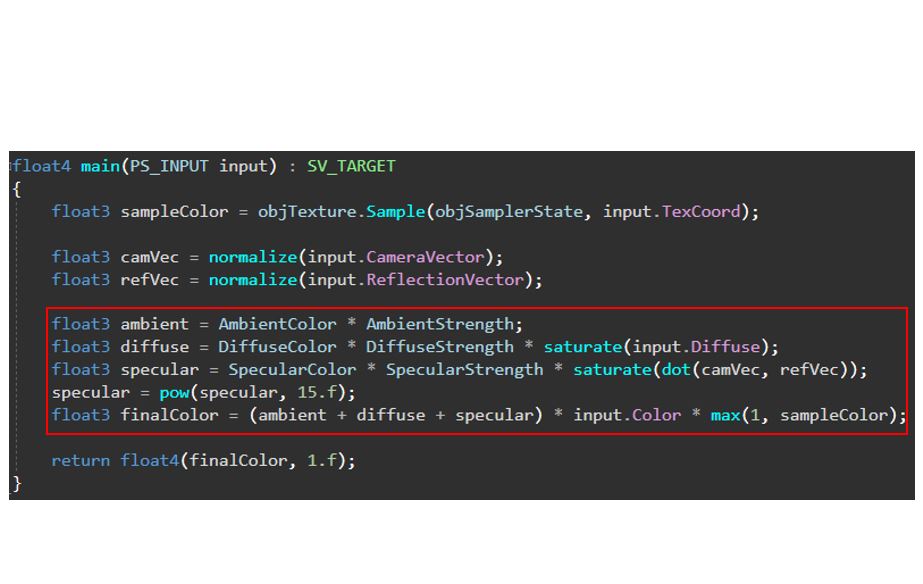 float4 main(PS_INPUT input) : SV_TARGET
{
float3 sampleColor = objTexture.Sample(objSamplerState, input.TexCoord);
float3 camVec = normalize(input.CameraVector);
float3 refVec = normalize(input.ReflectionVector);
float3 ambient = AmbientColor * AmbientStrength;
float3 diffuse = DiffuseColor * DiffuseStrength * saturate(input.Diffuse);
float3 specular = SpecularColor * SpecularStrength * saturate(dot(camVec, refVec));
specular = pow(specular, 15.f);
float3 finalColor = (ambient + diffuse + specular) * input.Color * max(1, sampleColor);
return float4(finalColor, 1.f);
}